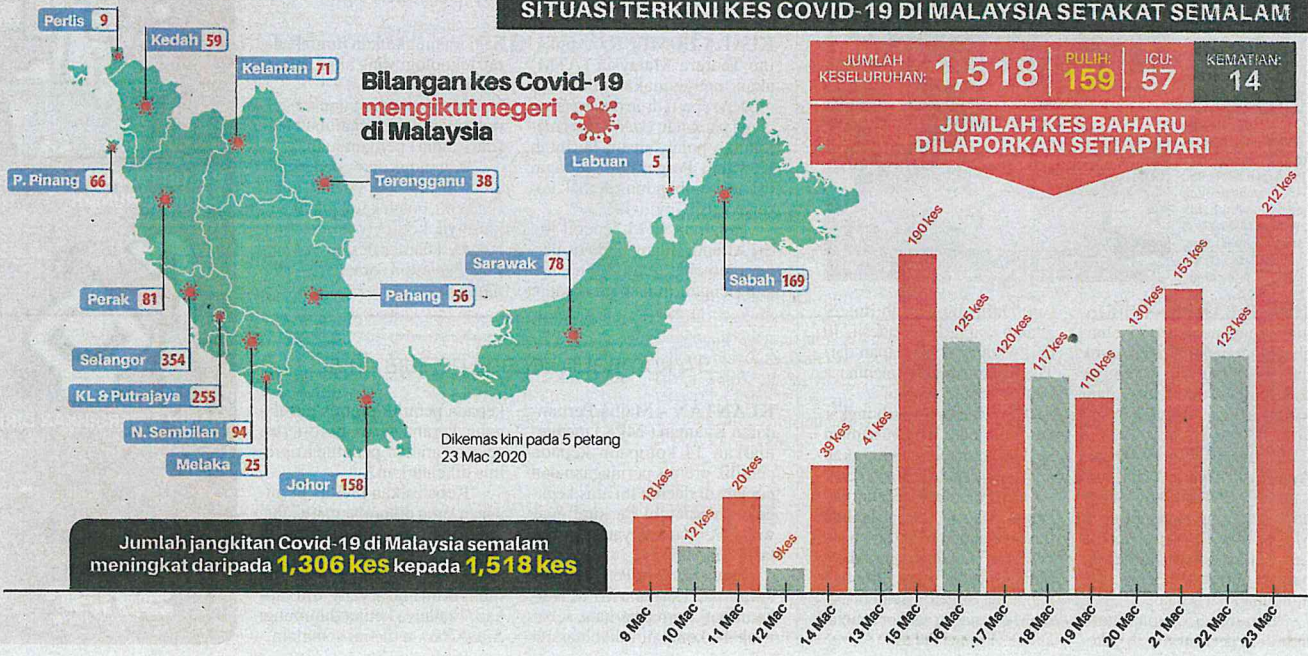 SITUASI TERKINI KES COVID-19 DI MALAYSIA SETAKAT SEMALAM
JUMLAH
KESELURUHAN: 1,518
PULIH:
159
ICU:
57
KEMATIAN:
14
Bilangan kes Covid-19
mengikut negeri
di Malaysia
Perlis 9
Kedah 59
Kelantan 71
P. Pinang 66
Terengganu 38
Perak 81
Pahang 56
Selangor 354
KL & Putrajaya 255
N. Sembilan 94
Melaka 25
Johor 158
Labuan 5
Sarawak 78
Sabah 169
Dikemas kini pada 5 petang
23 Mac 2020
Jumlah jangkitan Covid-19 di Malaysia semalam
meningkat daripada 1,306 kes kepada 1,518 kes
JUMLAH KES BAHARU
DILAPORKAN SETIAP HARI
18 kes
12 kes
20 kes
9kes
39 kes
41 kes
190 kes
125 kes
120 kes
117 kes
110 kes
130 kes
153 kes
123 kes
212 kes
9 Mac
10 Mac
11 Mac
12 Mac
14 Mac
13 Mac
15 Mac
16 Mac
17 Mac
18 Mac
19 Mac
20 Mac
21 Mac
22 Mac
23 Mac